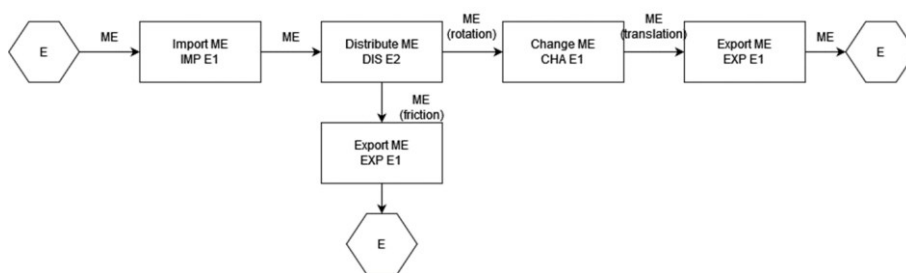 E
ME
Import ME
IMP E1
ME
Distribute ME
DIS E2
ME
(rotation)
Change ME
CHA E1
ME
(translation)
Export ME
EXP E1
ME
E
ME
(friction)
Export ME
EXP E1
E